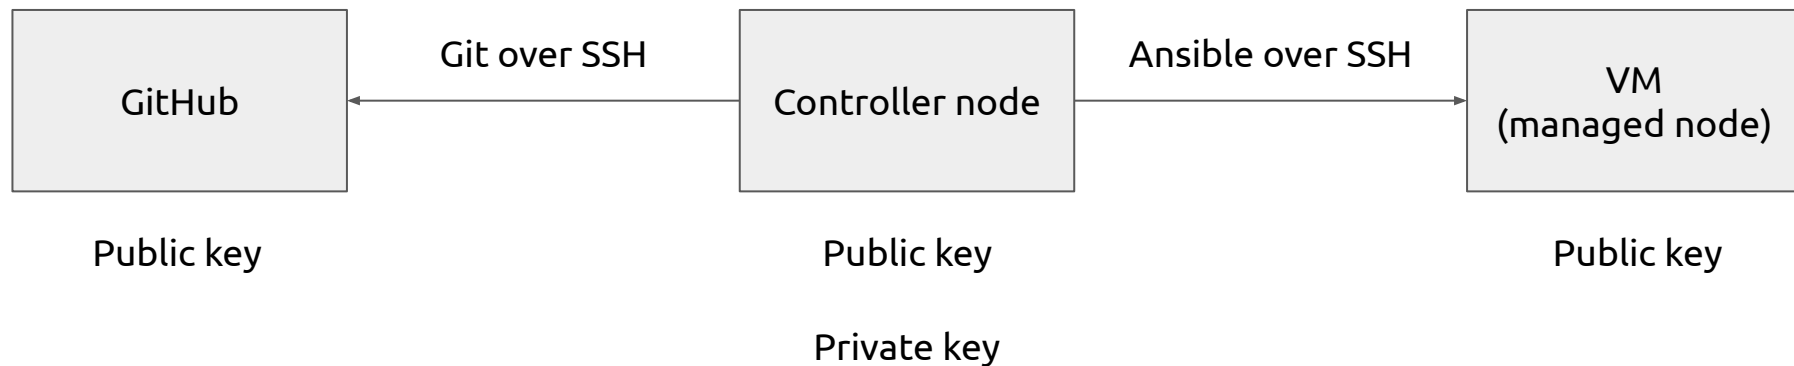 Git over SSH
Ansible over SSH
GitHub
Controller node
VM
(managed node)
Public key
Public key
Public key
Private key